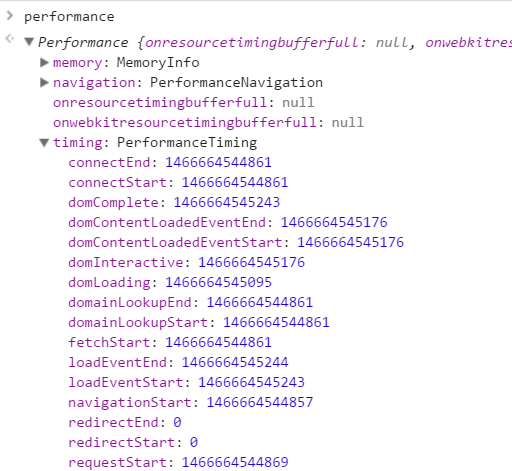 performance
Performance {onresourcetimingbufferfull: null, onwebkitres
memory: MemoryInfo
navigation: PerformanceNavigation
onresourcetimingbufferfull: null
onwebkitresourcetimingbufferfull: null
timing: PerformanceTiming
connectEnd: 1466664544861
connectStart: 1466664544861
domComplete: 1466664545243
domContentLoadedEventEnd: 1466664545176
domContentLoadedEventStart: 1466664545176
domInteractive: 1466664545176
domLoading: 1466664545095
domainLookupEnd: 1466664544861
domainLookupStart: 1466664544861
fetchStart: 1466664544861
loadEventEnd: 1466664545244
loadEventStart: 1466664545243
navigationStart: 1466664544857
redirectEnd: 0
redirectStart: 0
requestStart: 1466664544869